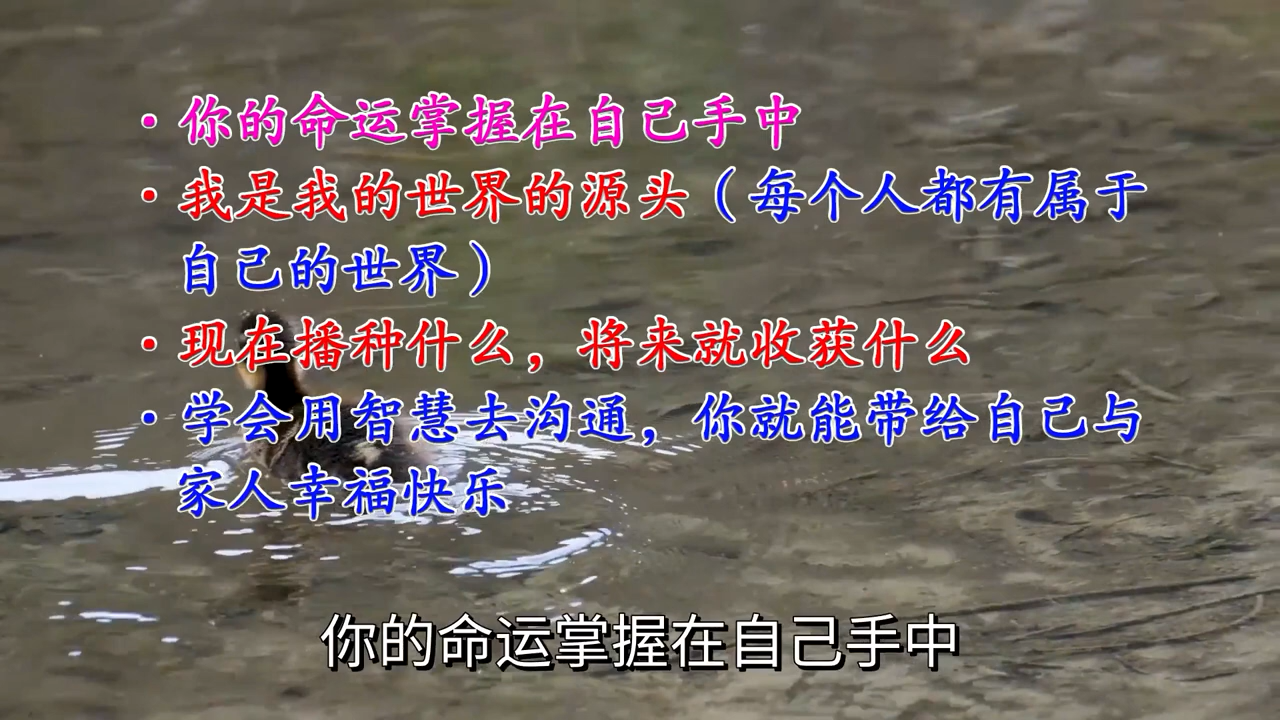 ·你的命运掌握在自己手中
·我是我的世界的源头（每个人都有属于
自己的世界）
·现在播种什么，将来就收获什么
·学会用智慧去沟通，你就能带给自己与
家人幸福快乐
你的命运掌握在自己手中